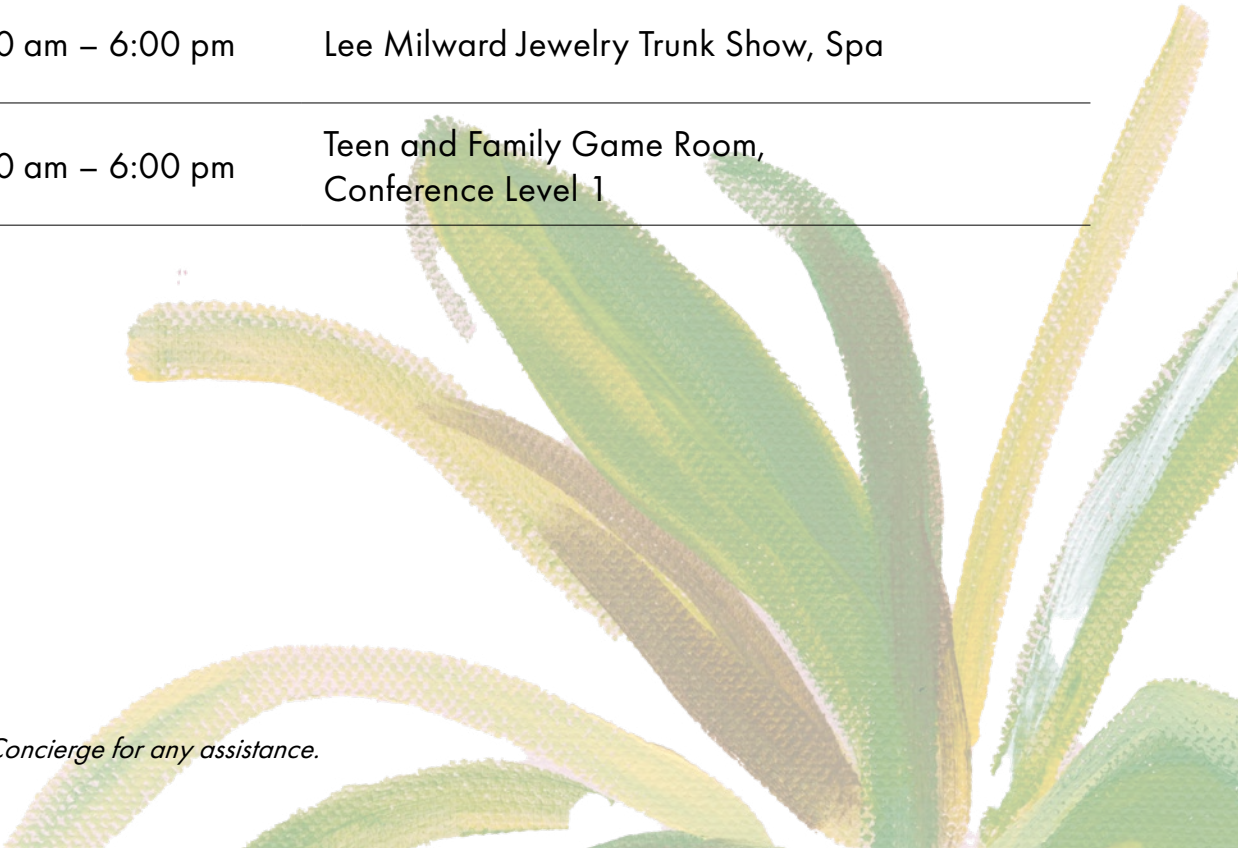 0 am – 6:00 pm Lee Milward Jewelry Trunk Show, Spa
0 am – 6:00 pm Teen and Family Game Room,
Conference Level 1
Concierge for any assistance.